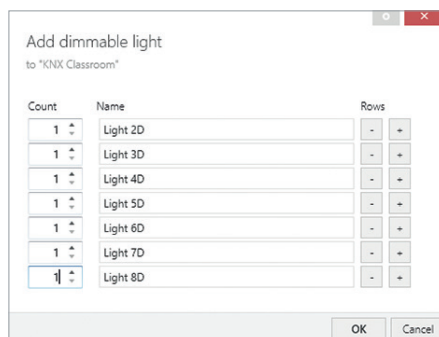 Add dimmable light
to "KNX Classroom"
Count Name Rows
1 Light 2D - +
1 Light 3D - +
1 Light 4D - +
1 Light 5D - +
1 Light 6D - +
1 Light 7D - +
1 Light 8D - +
OK Cancel